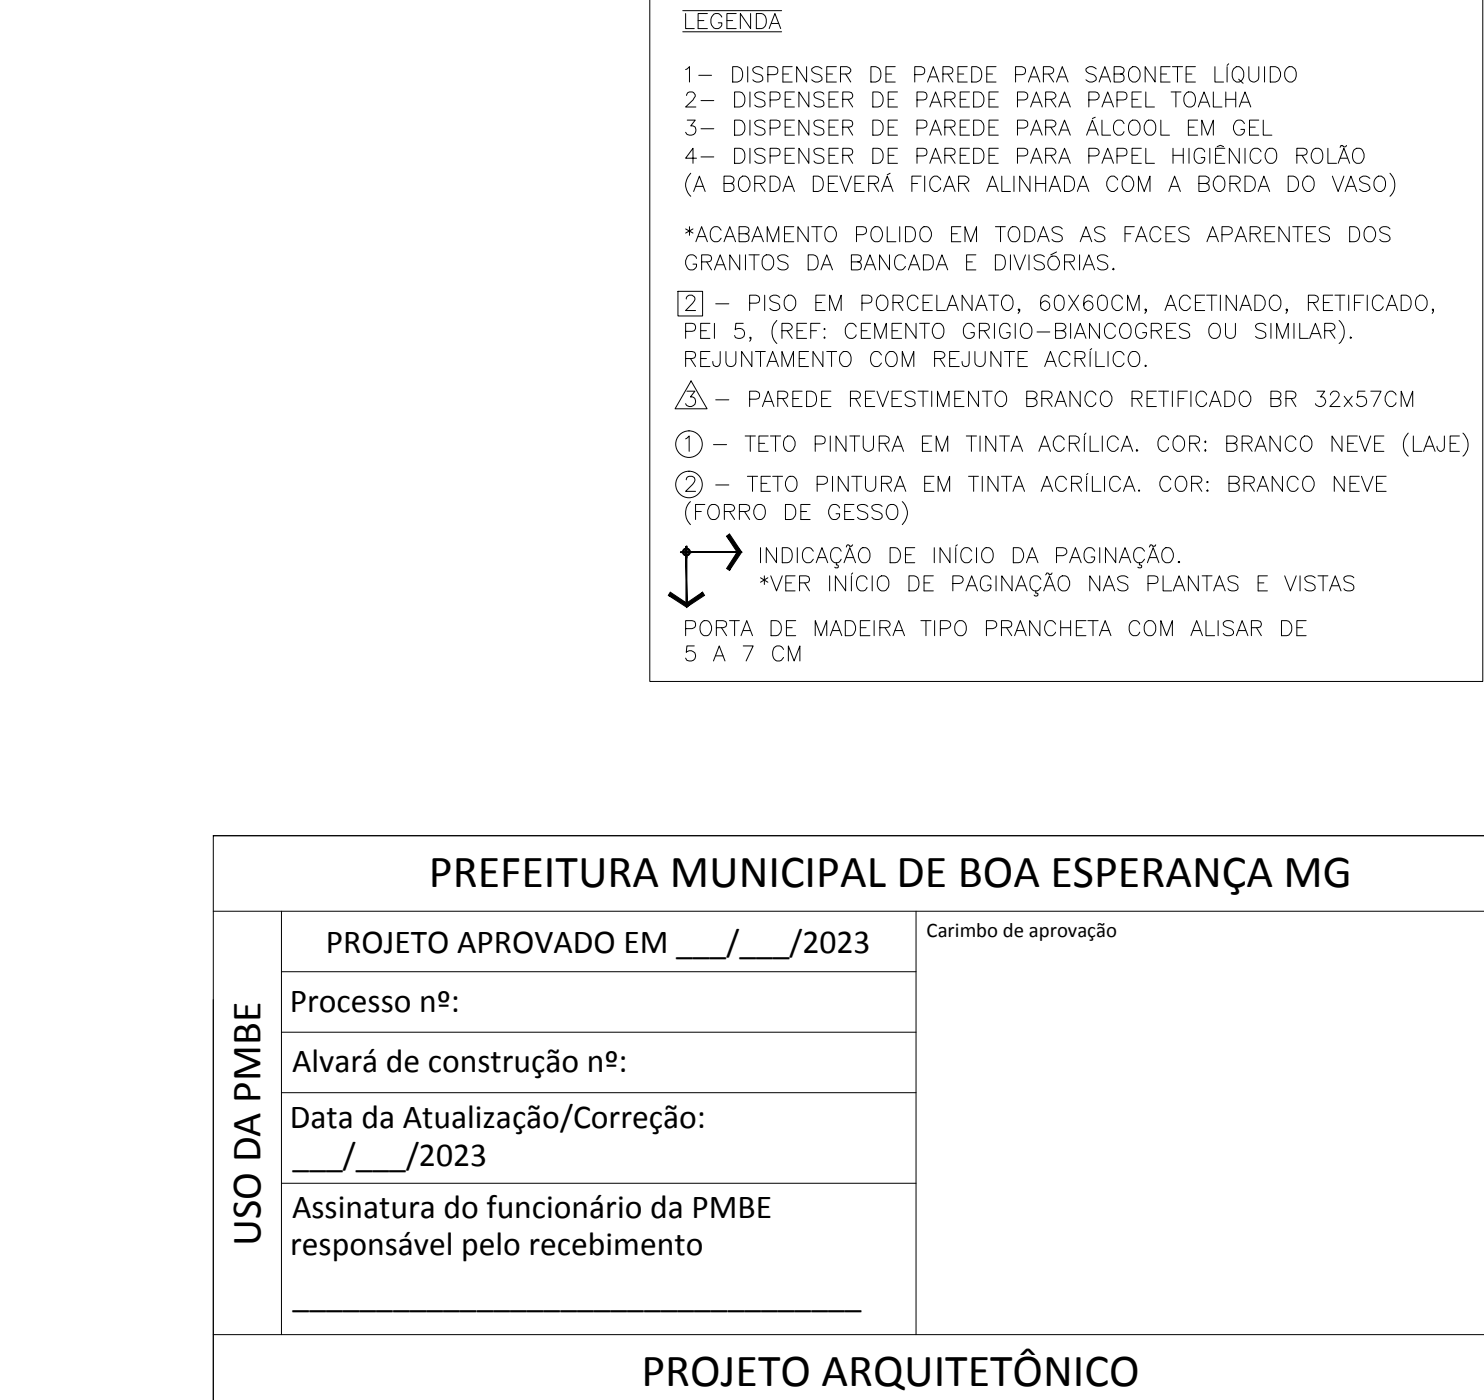 LEGENDA
1- DISPENSER DE PAREDE PARA SABONETE LÍQUIDO
2- DISPENSER DE PAREDE PARA PAPEL TOALHA
3- DISPENSER DE PAREDE PARA ÁLCOOL EM GEL
4- DISPENSER DE PAREDE PARA PAPEL HIGIÊNICO ROLÃO
(A BORDA DEVERÁ FICAR ALINHADA COM A BORDA DO VASO)
*ACABAMENTO POLIDO EM TODAS AS FACES APARENTES DOS
GRANITOS DA BANCADA E DIVISÓRIAS.
2 - PISO EM PORCELANATO, 60X60CM, ACETINADO, RETIFICADO,
PEI 5, (REF: CEMENTO GRIGIO-BIANCOGRES OU SIMILAR).
REJUNTAMENTO COM REJUNTE ACRÍLICO.
3 - PAREDE REVESTIMENTO BRANCO RETIFICADO BR 32x57CM
1 - TETO PINTURA EM TINTA ACRÍLICA. COR: BRANCO NEVE (LAJE)
2 - TETO PINTURA EM TINTA ACRÍLICA. COR: BRANCO NEVE
(FORRO DE GESSO)
INDICAÇÃO DE INÍCIO DA PAGINAÇÃO.
*VER INÍCIO DE PAGINAÇÃO NAS PLANTAS E VISTAS
PORTA DE MADEIRA TIPO PRANCHETA COM ALISAR DE
5 A 7 CM
PREFEITURA MUNICIPAL DE BOA ESPERANÇA MG
USO DA PMBE
PROJETO APROVADO EM ___/___/2023
Carimbo de aprovação
Processo nº:
Alvará de construção nº:
Data da Atualização/Correção:
___/___/2023
Assinatura do funcionário da PMBE
responsável pelo recebimento
__________________________________
PROJETO ARQUITETÔNICO